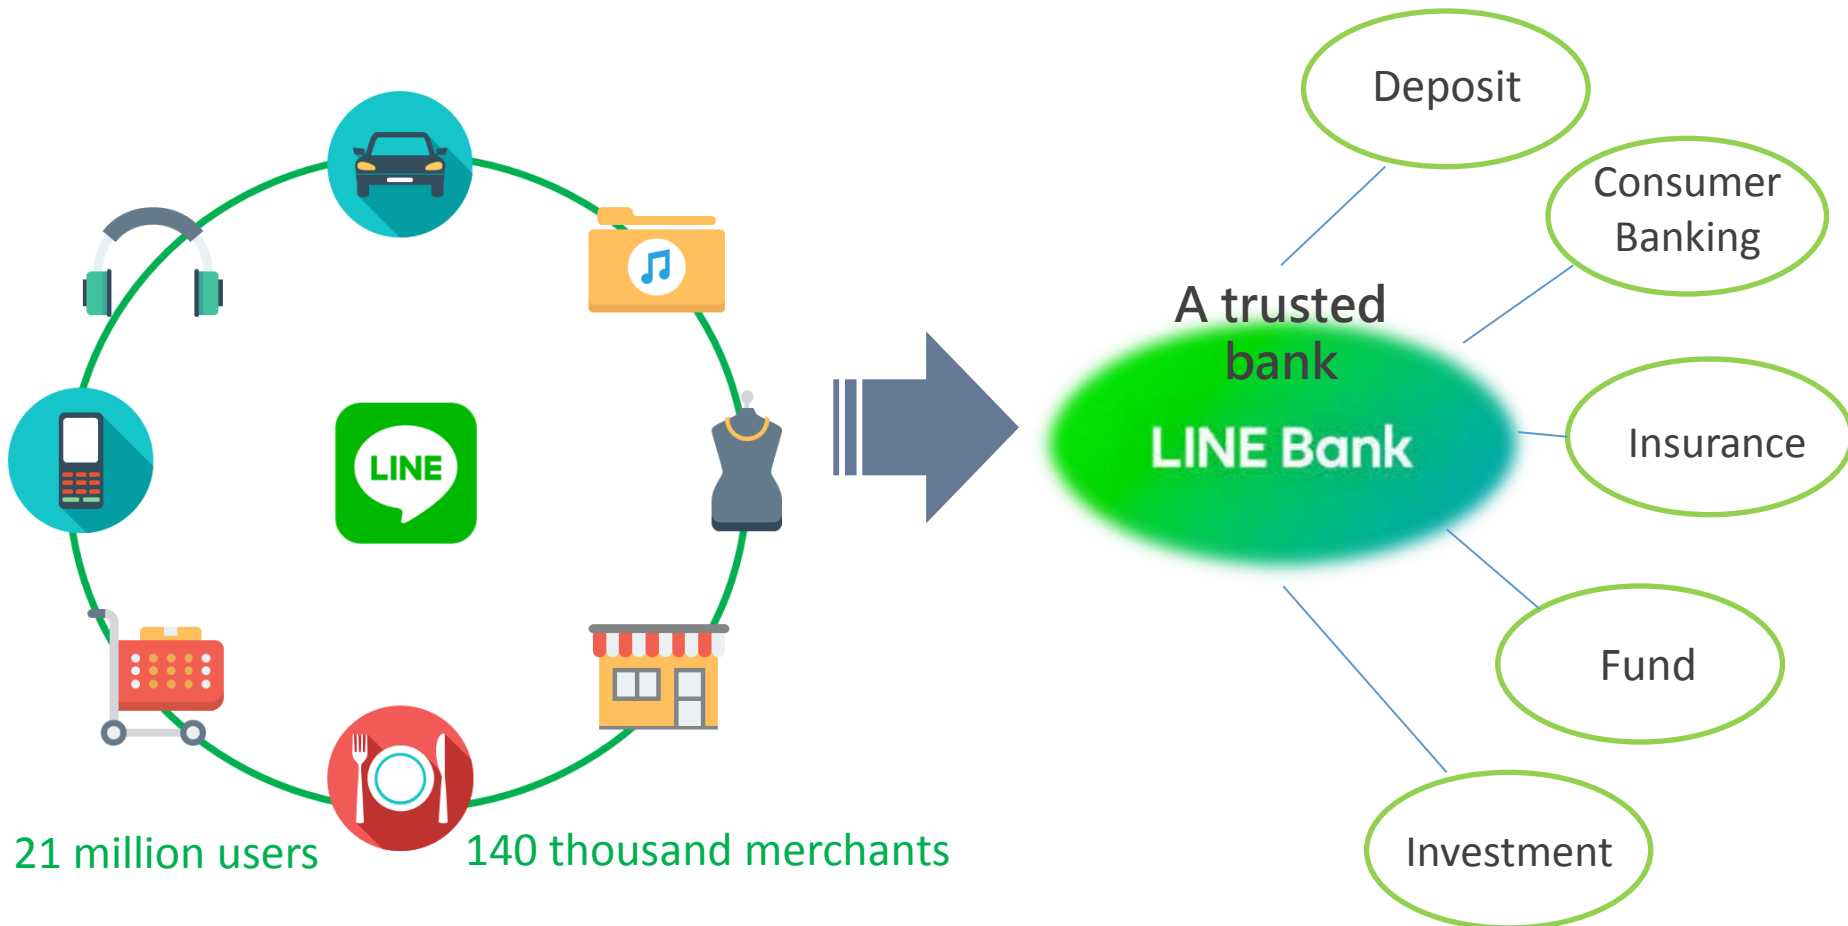 LINE
21 million users
140 thousand merchants
A trusted
bank
LINE Bank
Deposit
Consumer
Banking
Insurance
Fund
Investment